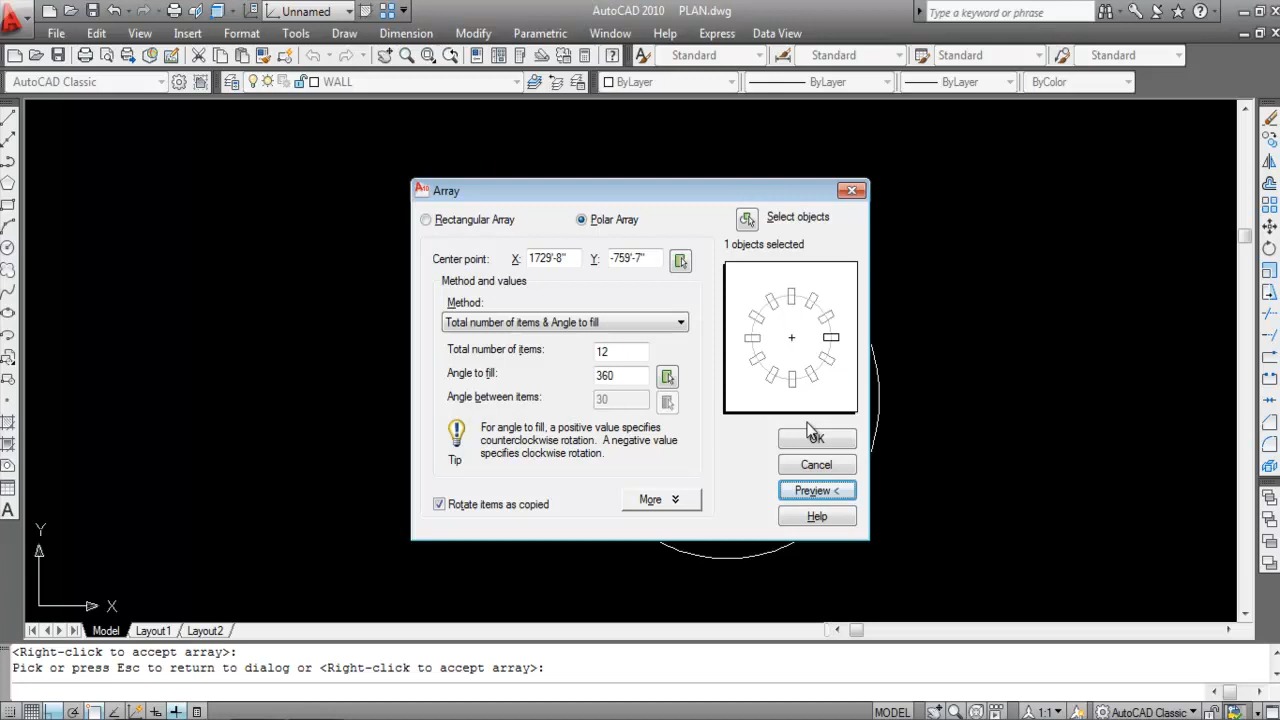 Unnamed
AutoCAD 2010 PLAN.dwg
Type a keyword or phrase
File Edit View Insert Format Tools Draw Dimension Modify Parametric Window Help Express Data View
Standard Standard Standard Standard
AutoCAD Classic WALL ByLayer ByLayer ByLayer ByColor
Array
Rectangular Array Polar Array Select objects
1 objects selected
Center point: X: 1729'-8" Y: -759'-7"
Method and values
Method:
Total number of items & Angle to fill
Total number of items: 12
Angle to fill: 360
Angle between items: 30
Tip
For angle to fill, a positive value specifies
counterclockwise rotation. A negative value
specifies clockwise rotation.
Rotate items as copied
More
OK
Cancel
Preview <
Help
Y
X
Model Layout1 Layout2
<Right-click to accept array>:
Pick or press Esc to return to dialog or <Right-click to accept array>:
MODEL 1:1 AutoCAD Classic